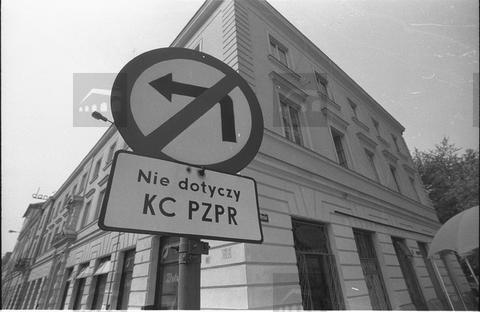 Nie dotyczy
KC PZPR